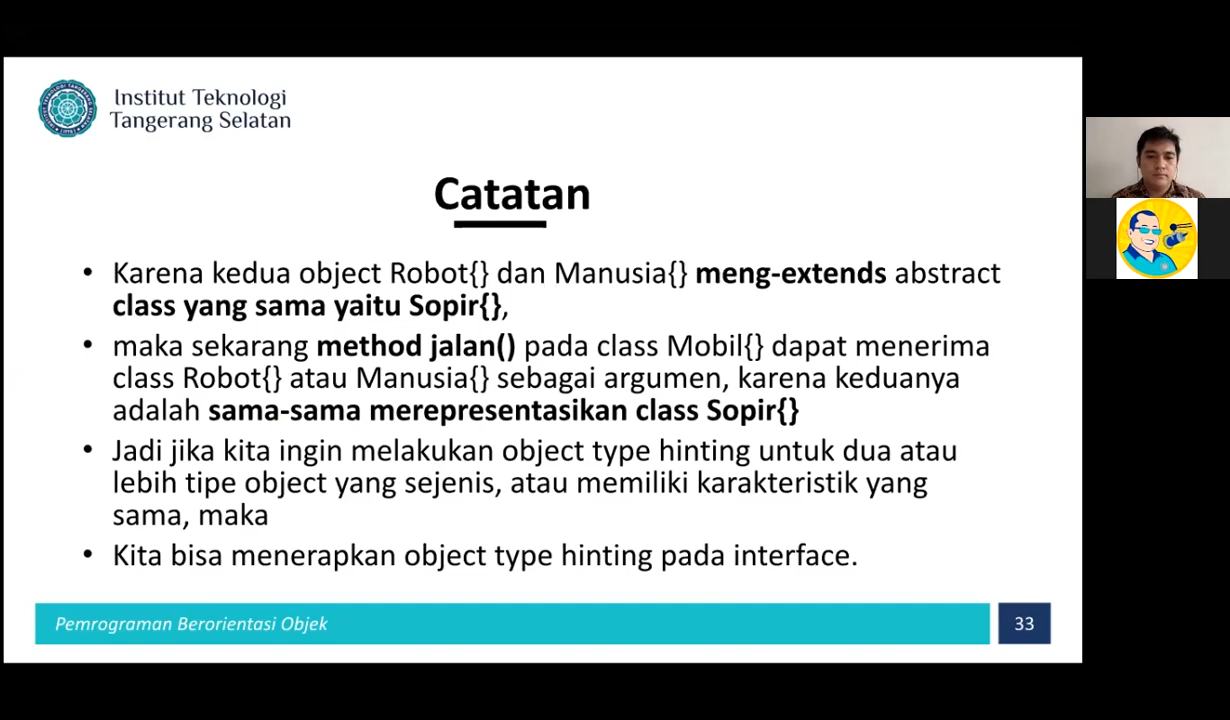 Institut Teknologi
Tangerang Selatan
Catatan
• Karena kedua object Robot{} dan Manusia{} meng-extends abstract
class yang sama yaitu Sopir{},
• maka sekarang method jalan() pada class Mobil{} dapat menerima
class Robot{} atau Manusia{} sebagai argumen, karena keduanya
adalah sama-sama merepresentasikan class Sopir{}
• Jadi jika kita ingin melakukan object type hinting untuk dua atau
lebih tipe object yang sejenis, atau memiliki karakteristik yang
sama, maka
• Kita bisa menerapkan object type hinting pada interface.
Pemrograman Berorientasi Objek
33